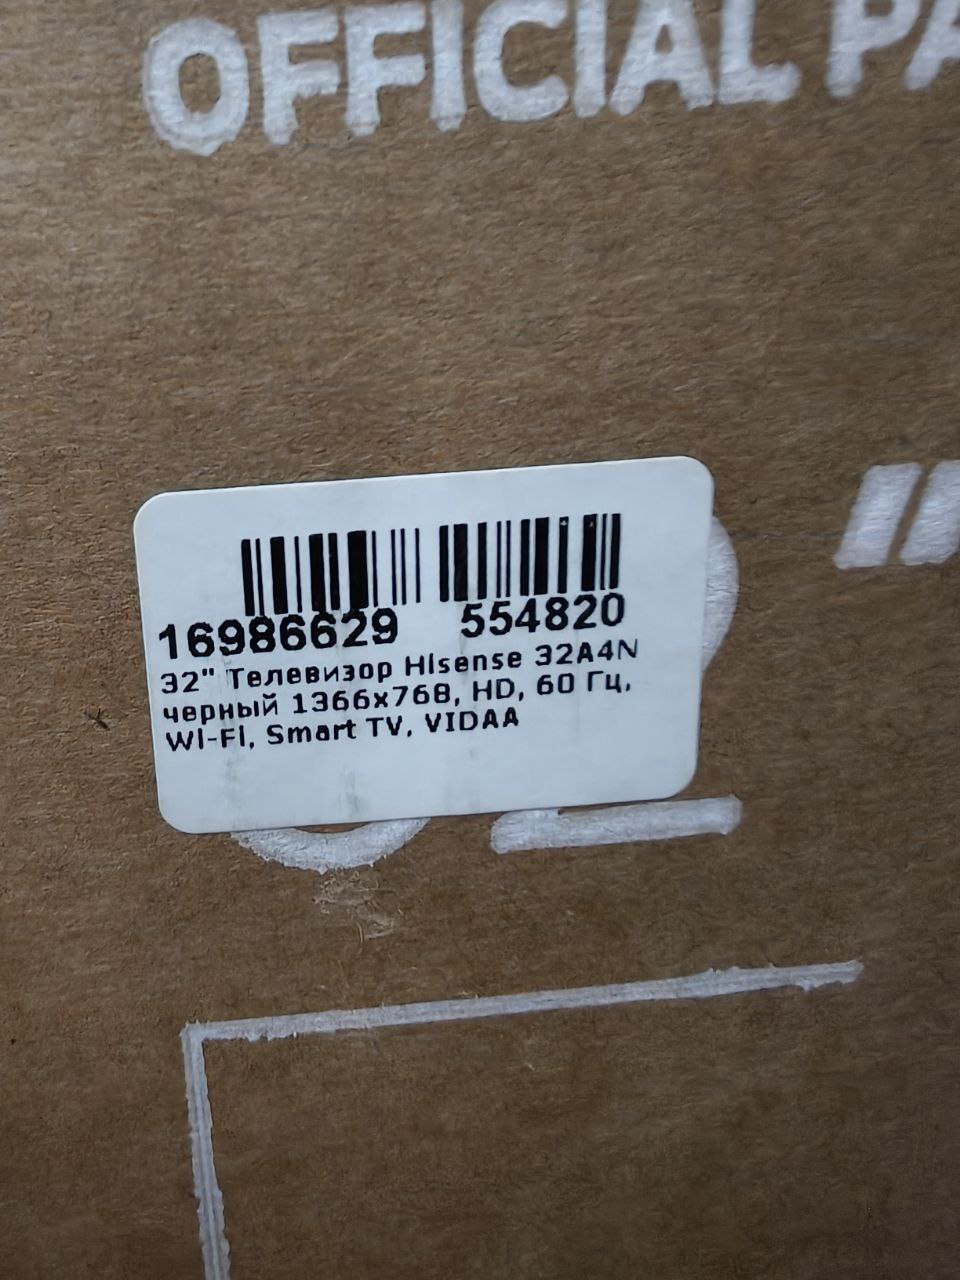 OFFICIAL PA
16986629 554820
32" Телевизор Hisense 32A4N
черный 1366x768, HD, 60 Гц,
Wi-Fi, Smart TV, VIDAA